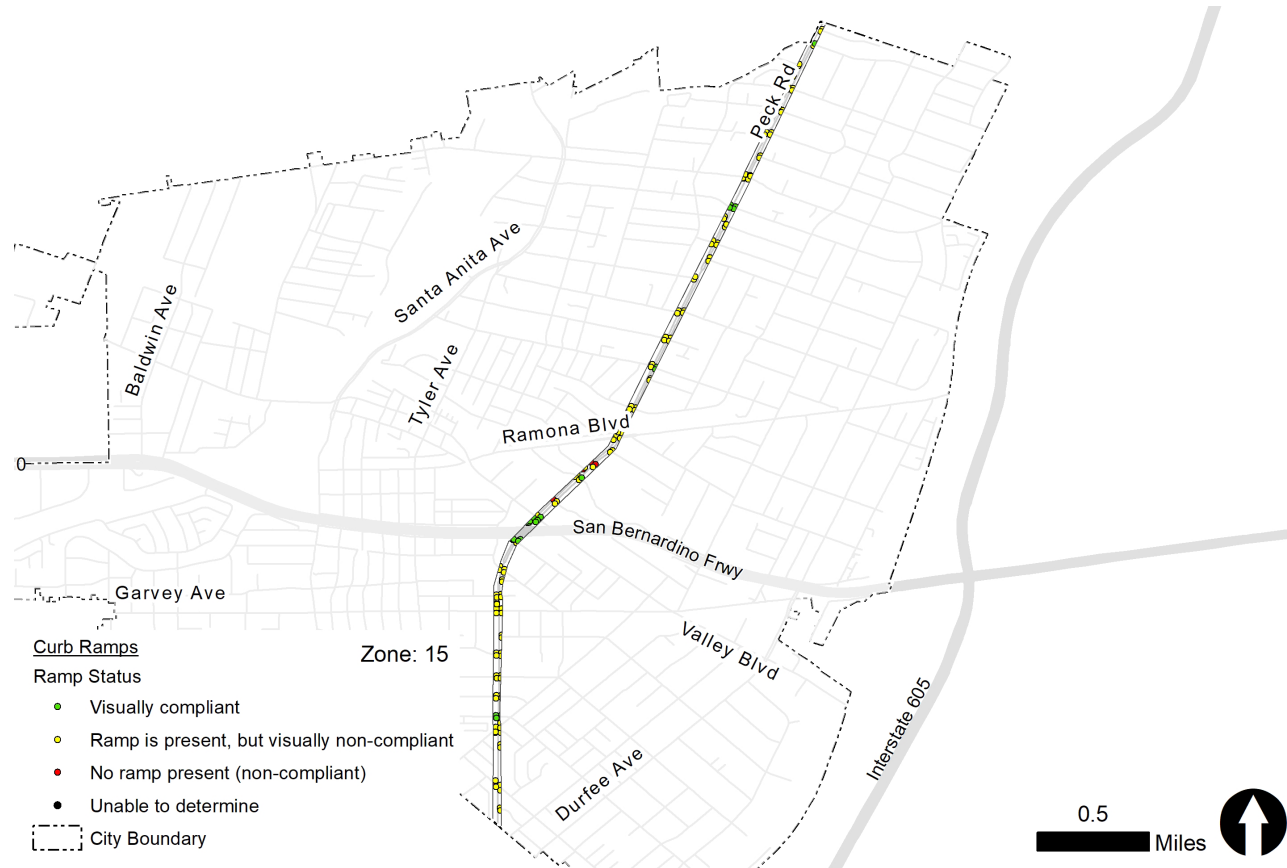 Peck Rd
Santa Anita Ave
Baldwin Ave
Tyler Ave
Ramona Blvd
0
San Bernardino Frwy
Garvey Ave
Valley Blvd
Interstate 605
Durfee Ave
Zone: 15
Curb Ramps
Ramp Status
Visually compliant
Ramp is present, but visually non-compliant
No ramp present (non-compliant)
Unable to determine
City Boundary
0.5
Miles